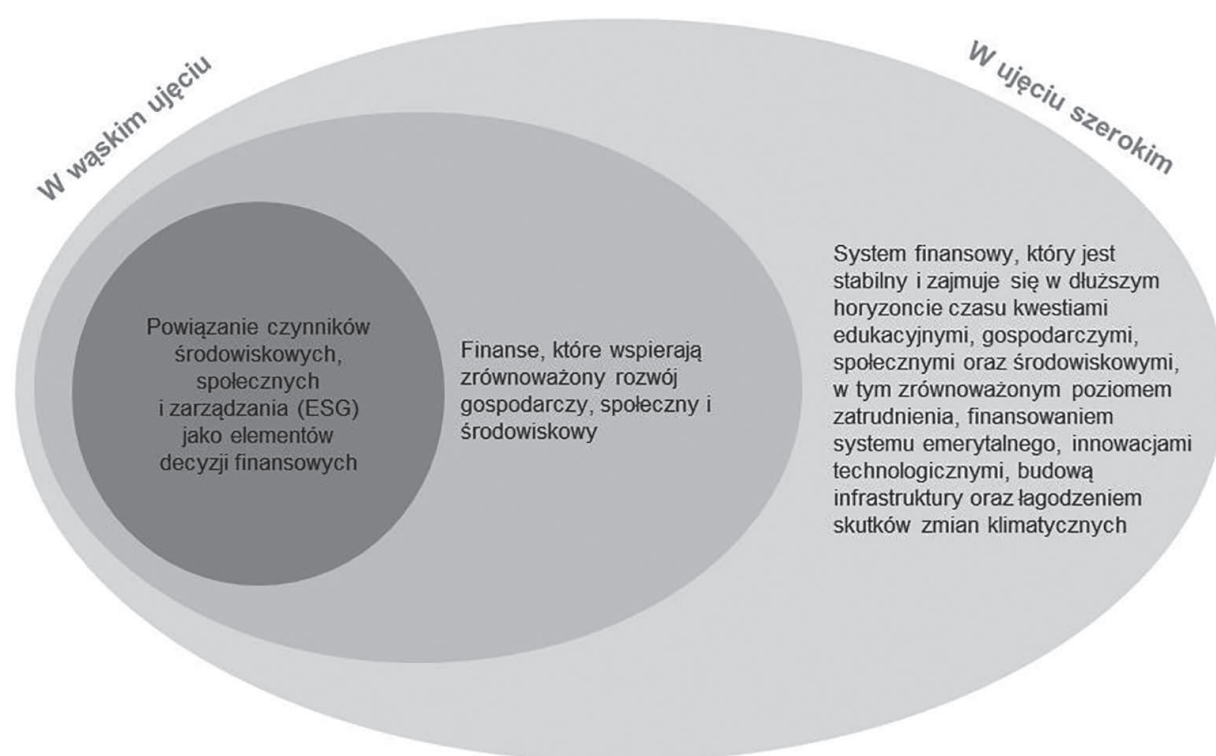 W wąskim ujęciu
W ujęciu szerokim
Powiązanie czynników
środowiskowych,
społecznych
i zarządzania (ESG)
jako elementów
decyzji finansowych
Finanse, które wspierają
zrównoważony rozwój
gospodarczy, społeczny i
środowiskowy
System finansowy, który jest
stabilny i zajmuje się w dłuższym
horyzoncie czasu kwestiami
edukacyjnymi, gospodarczymi,
społecznymi oraz środowiskowymi,
w tym zrównoważonym poziomem
zatrudnienia, finansowaniem
systemu emerytalnego, innowacjami
technologicznymi, budową
infrastruktury oraz łagodzeniem
skutków zmian klimatycznych